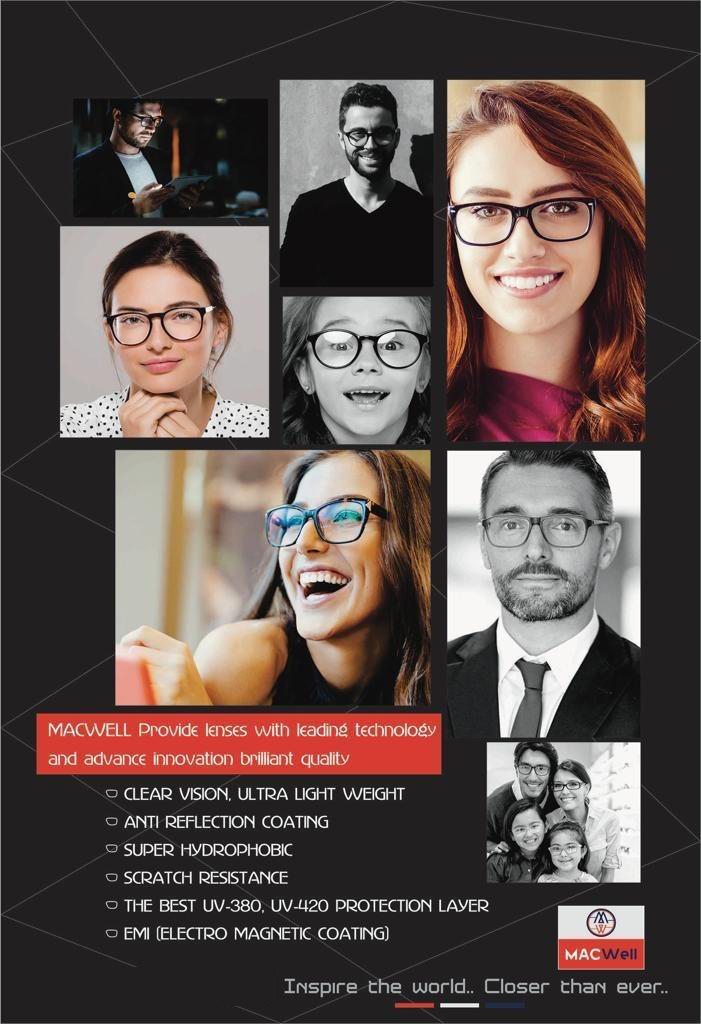 MACWELL Provide lenses with leading technology
and advance innovation brilliant quality
CLEAR VISION, ULTRA LIGHT WEIGHT
ANTI REFLECTION COATING
SUPER HYDROPHOBIC
SCRATCH RESISTANCE
THE BEST UV-380, UV-420 PROTECTION LAYER
EMI (ELECTRO MAGNETIC COATING)
MACWell
Inspire the world.. Closer than ever..